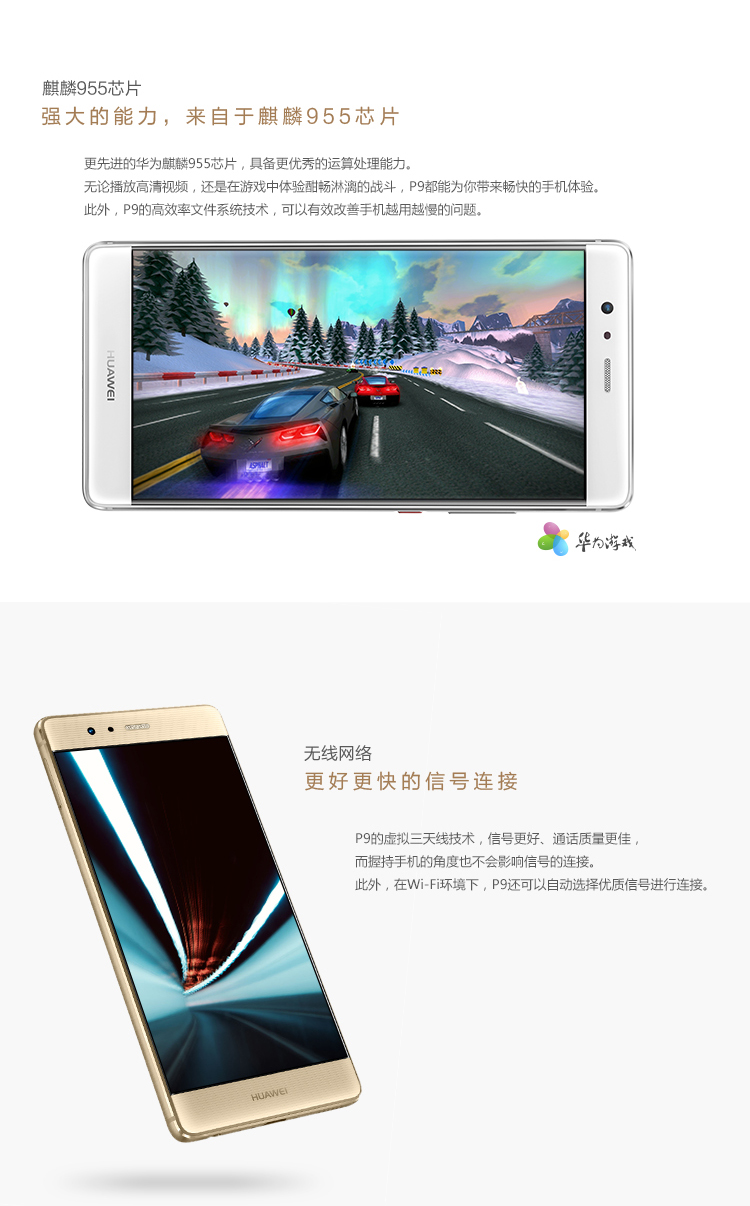 麒麟955芯片
强大的能力，来自于麒麟955芯片
更先进的华为麒麟955芯片，具备更优秀的运算处理能力。
无论播放高清视频，还是在游戏中体验酣畅淋漓的战斗，P9都能为你带来畅快的手机体验。
此外，P9的高效率文件系统技术，可以有效改善手机越用越慢的问题。
HUAWEI
ASPHALT
华为游戏
无线网络
更好更快的信号连接
P9的虚拟三天线技术，信号更好、通话质量更佳，
而握持手机的角度也不会影响信号的连接。
此外，在Wi-Fi环境下，P9还可以自动选择优质信号进行连接。
HUAWEI